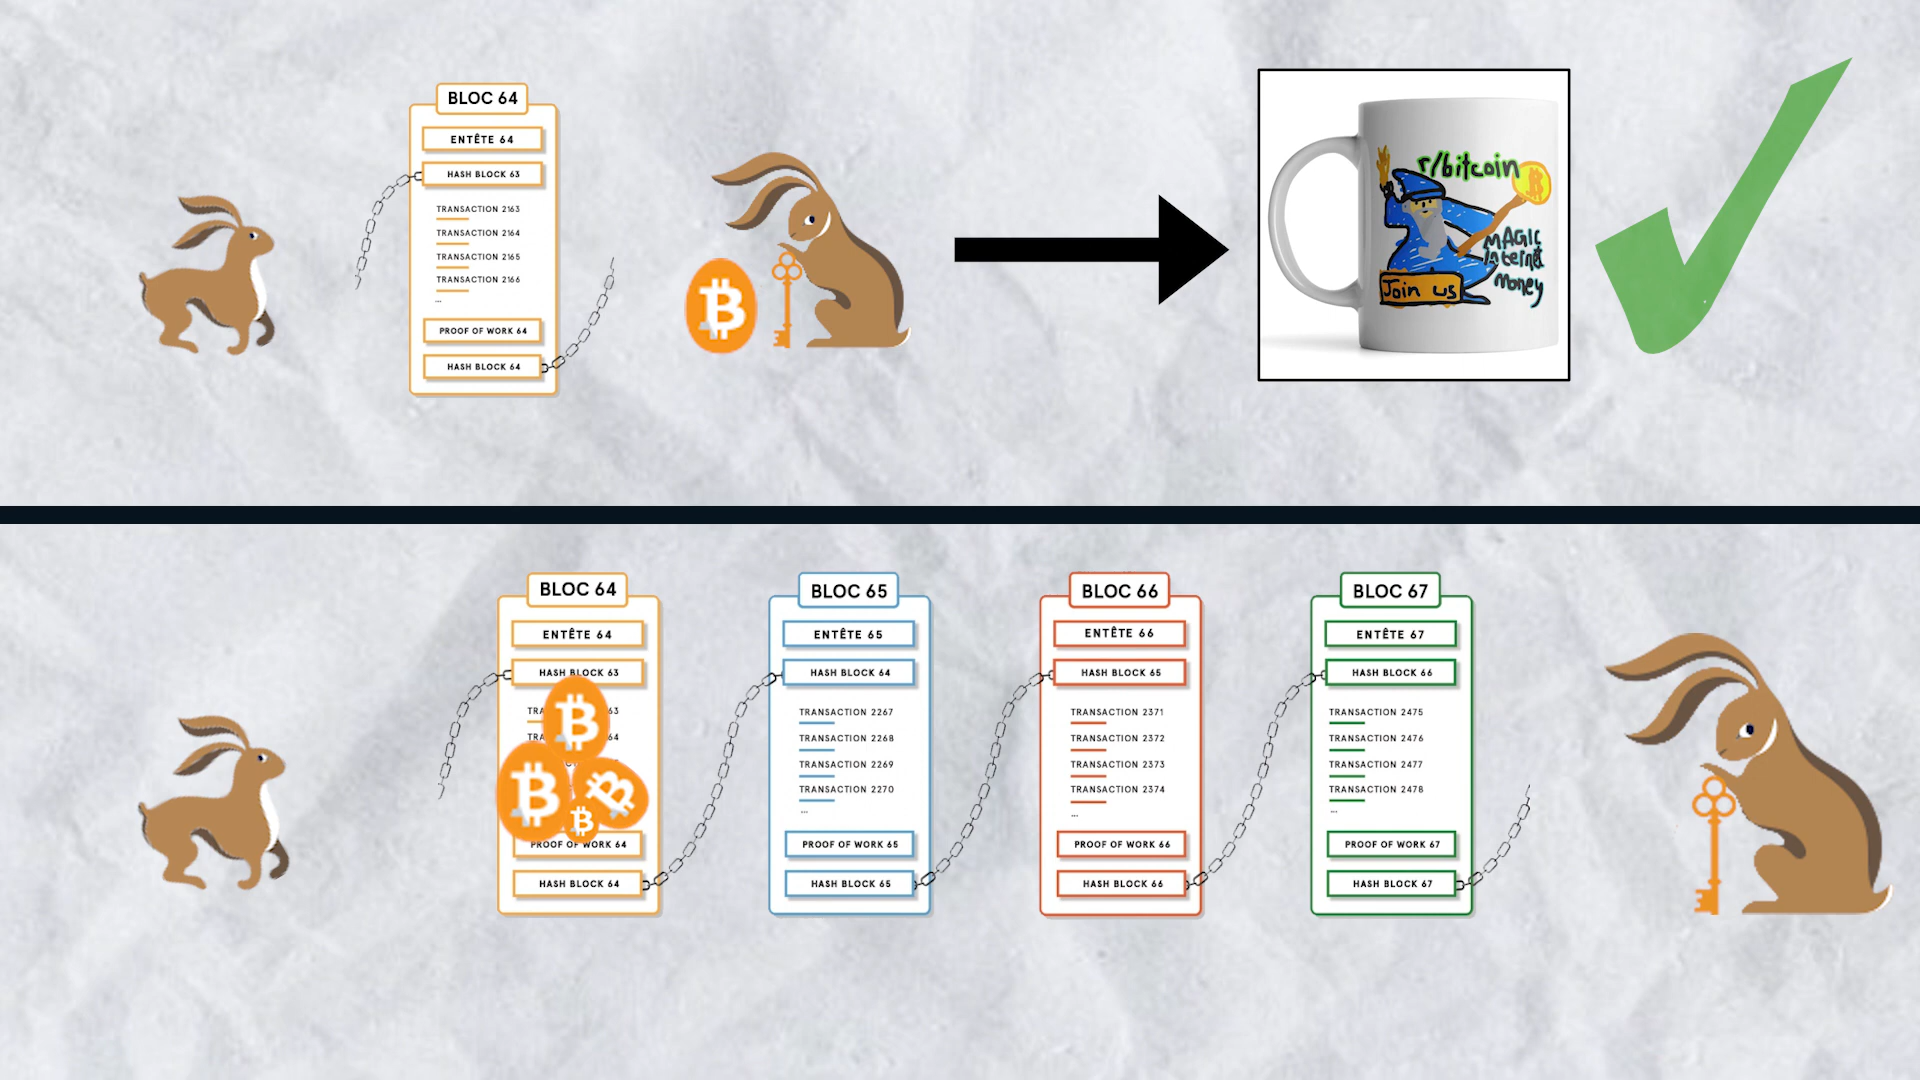 BLOC 64
ENTÊTE 64
HASH BLOCK 63
TRANSACTION 2163
TRANSACTION 2164
TRANSACTION 2165
TRANSACTION 2166
...
PROOF OF WORK 64
HASH BLOCK 64
r/bitcoin
MAGIC
Internet
Money
Join us
BLOC 64
ENTÊTE 64
HASH BLOCK 63
PROOF OF WORK 64
HASH BLOCK 64
BLOC 65
ENTÊTE 65
HASH BLOCK 64
TRANSACTION 2267
TRANSACTION 2268
TRANSACTION 2269
TRANSACTION 2270
...
PROOF OF WORK 65
HASH BLOCK 65
BLOC 66
ENTÊTE 66
HASH BLOCK 65
TRANSACTION 2371
TRANSACTION 2372
TRANSACTION 2373
TRANSACTION 2374
...
PROOF OF WORK 66
HASH BLOCK 66
BLOC 67
ENTÊTE 67
HASH BLOCK 66
TRANSACTION 2475
TRANSACTION 2476
TRANSACTION 2477
TRANSACTION 2478
...
PROOF OF WORK 67
HASH BLOCK 67